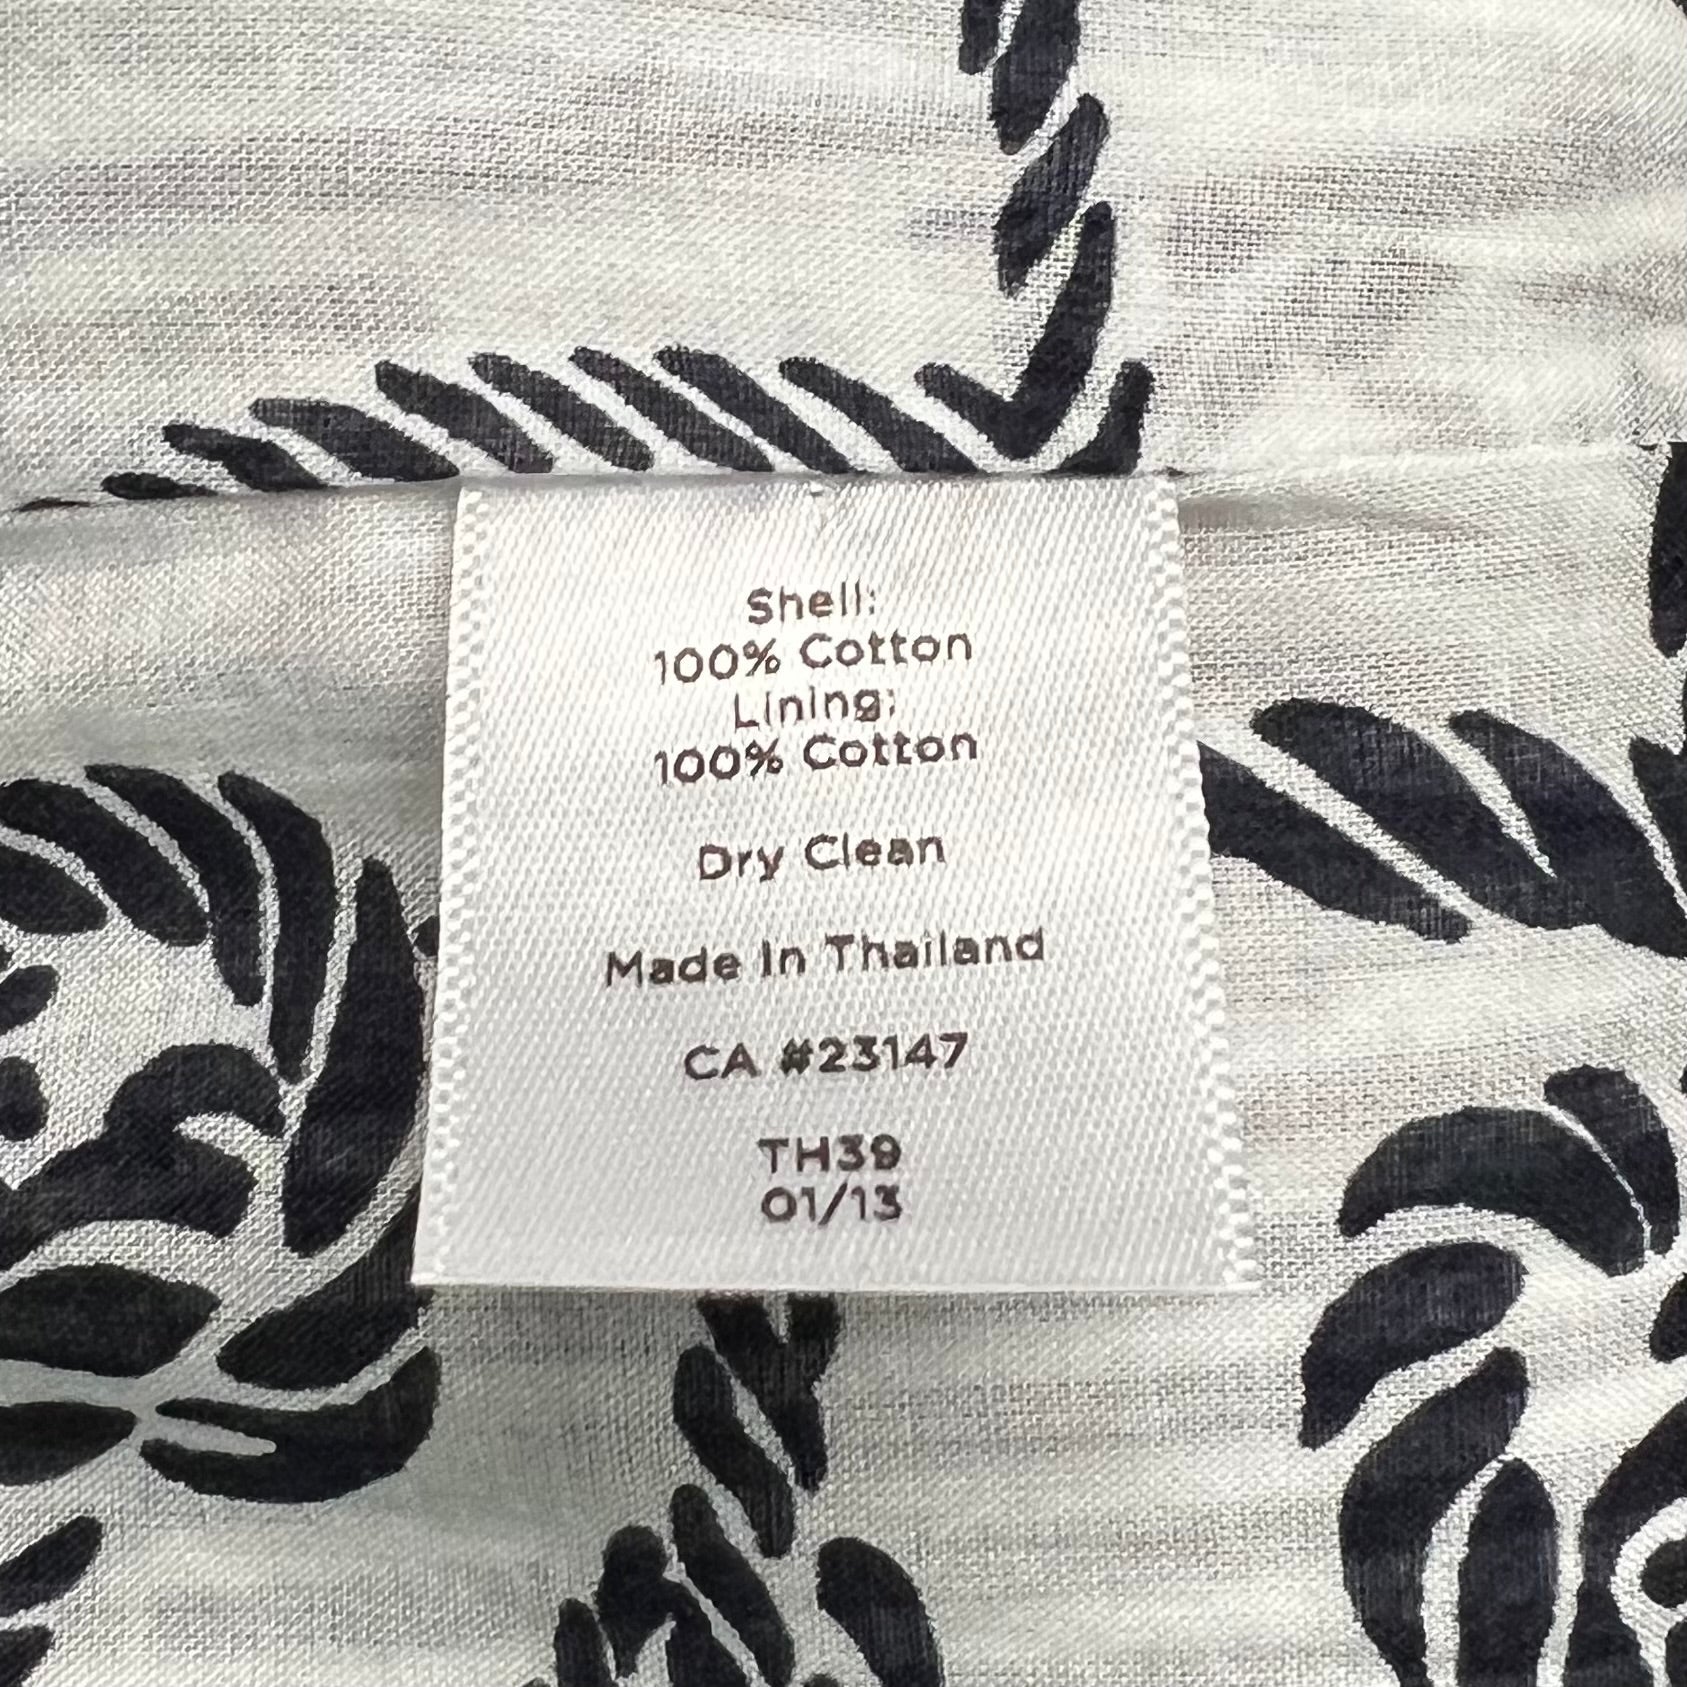 Shell:
100% Cotton
Lining:
100% Cotton
Dry Clean
Made In Thailand
CA #23147
TH39
01/13